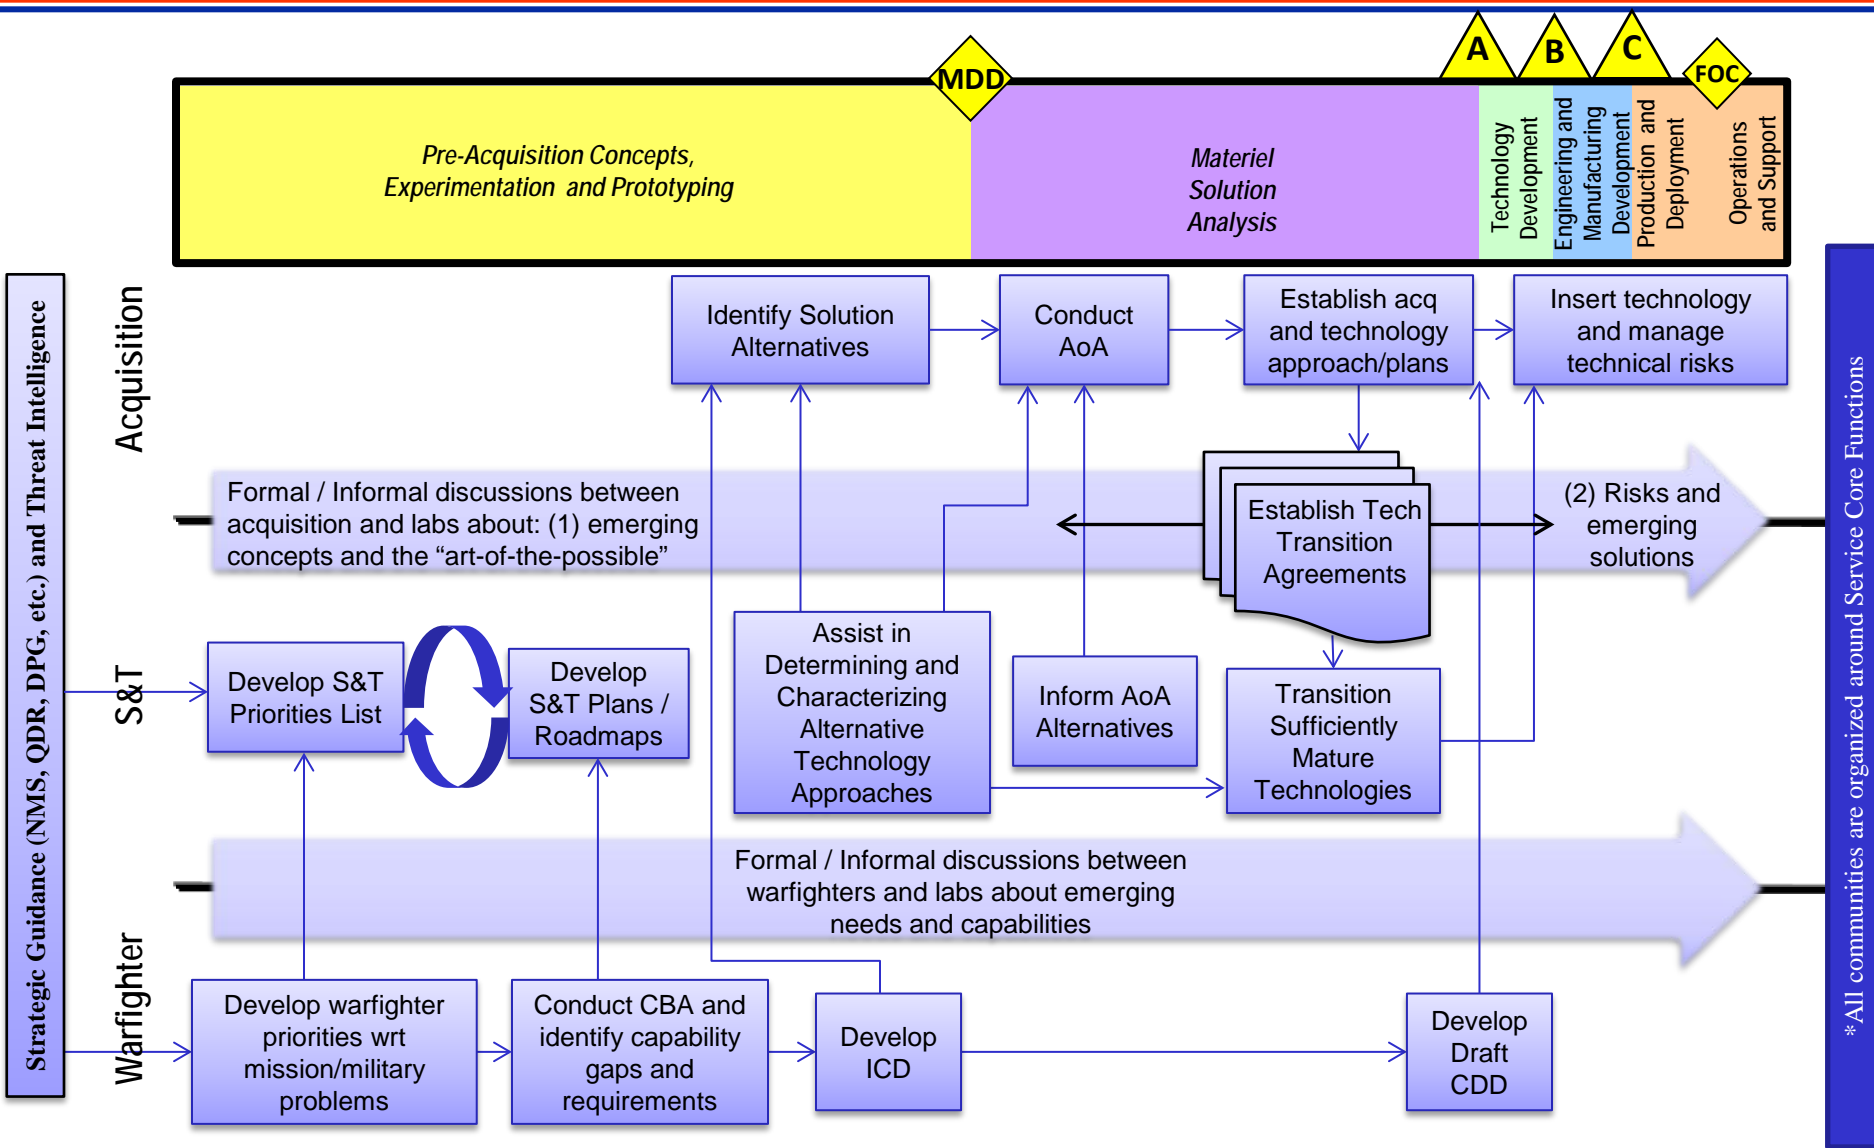 A
B
C
MDD
FOC
Pre-Acquisition Concepts,
Experimentation and Prototyping
Materiel
Solution
Analysis
Technology
Development
Engineering and
Manufacturing
Development
Production and
Deployment
Operations
and Support
Strategic Guidance (NMS, QDR, DPG, etc.) and Threat Intelligence
Acquisition
Identify Solution
Alternatives
Conduct
AoA
Establish acq
and technology
approach/plans
Insert technology
and manage
technical risks
Formal / Informal discussions between
acquisition and labs about: (1) emerging
concepts and the “art-of-the-possible”
Establish Tech
Transition
Agreements
(2) Risks and
emerging
solutions
S&T
Develop S&T
Priorities List
Develop
S&T Plans /
Roadmaps
Assist in
Determining and
Characterizing
Alternative
Technology
Approaches
Inform AoA
Alternatives
Transition
Sufficiently
Mature
Technologies
Formal / Informal discussions between
warfighters and labs about emerging
needs and capabilities
Warfighter
Develop warfighter
priorities wrt
mission/military
problems
Conduct CBA and
identify capability
gaps and
requirements
Develop
ICD
Develop
Draft
CDD
*All communities are organized around Service Core Functions